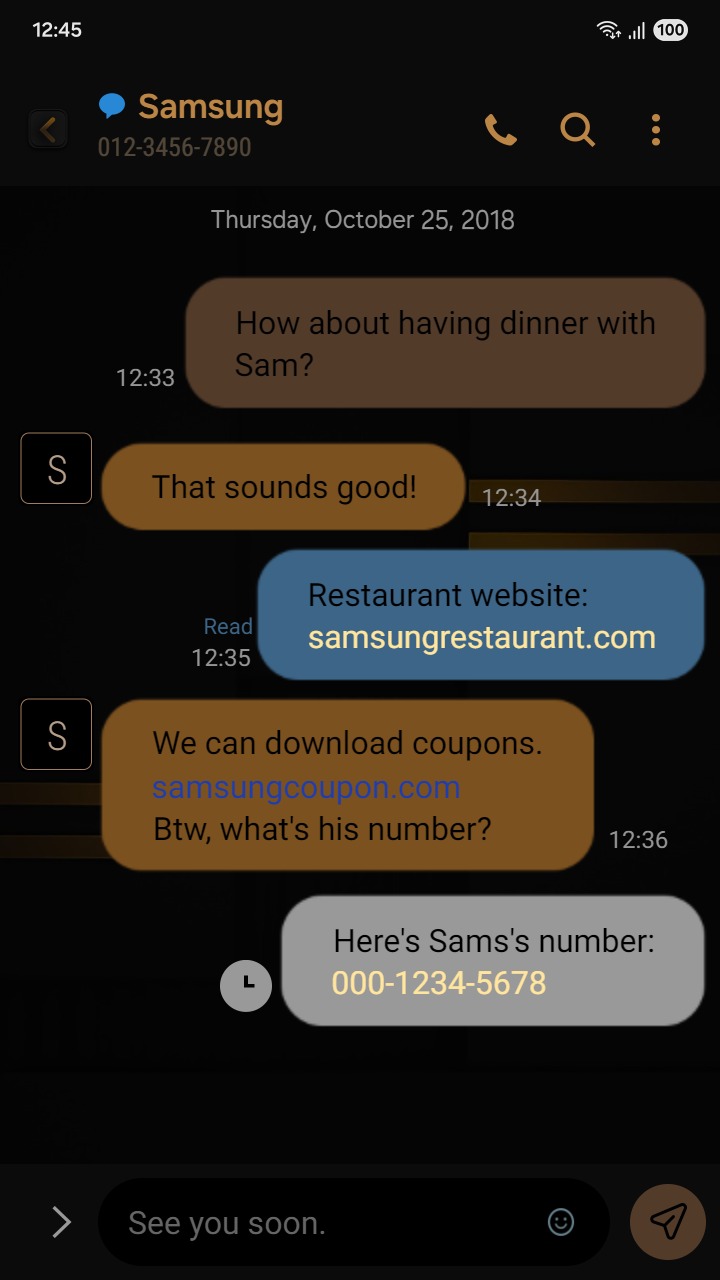 12:45
100
Samsung
012-3456-7890
Thursday, October 25, 2018
How about having dinner with
Sam?
12:33
S
That sounds good!
12:34
Restaurant website:
samsungrestaurant.com
Read
12:35
S
We can download coupons.
samsungcoupon.com
Btw, what's his number?
12:36
Here's Sams's number:
000-1234-5678
See you soon.